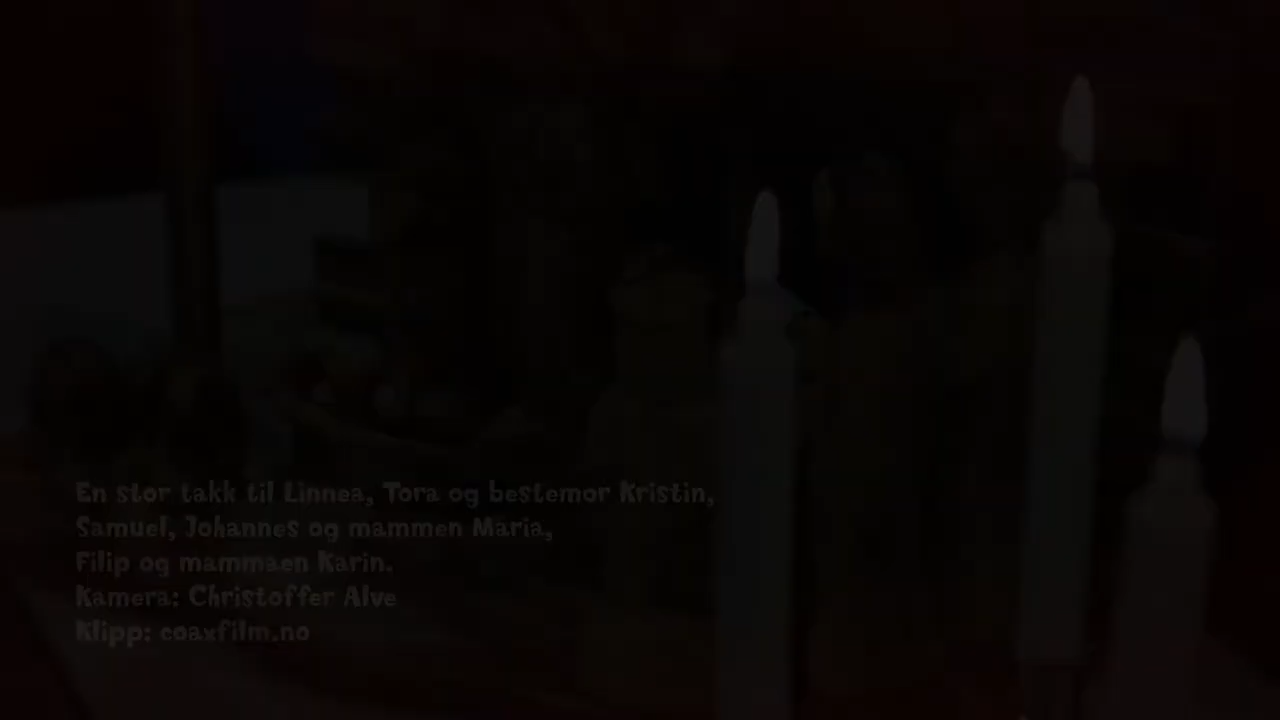 En stor takk til Linnea, Tora og bestemor Kristin,
Samuel, Johannes og mammen Maria,
Filip og mammaen Karin.
Kamera: Christoffer Alve
Klipp: coaxfilm.no